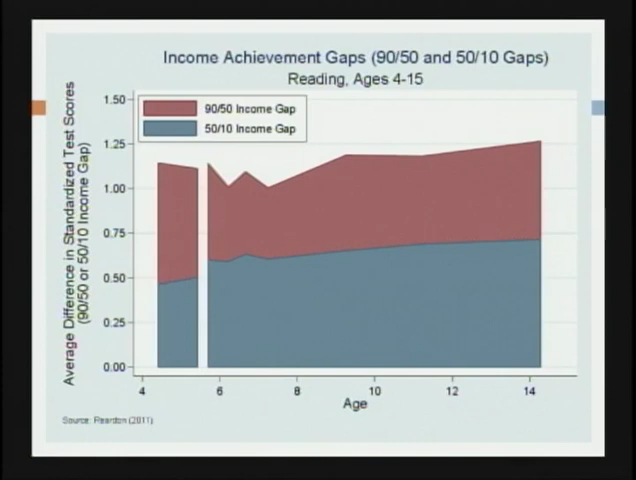 Income Achievement Gaps (90/50 and 50/10 Gaps)
Reading, Ages 4-15
Average Difference in Standardized Test Scores
(90/50 or 50/10 Income Gap)
1.50
1.25
1.00
0.75
0.50
0.25
0.00
90/50 Income Gap
50/10 Income Gap
4 6 8 10 12 14
Age
Source: Reardon (2011)